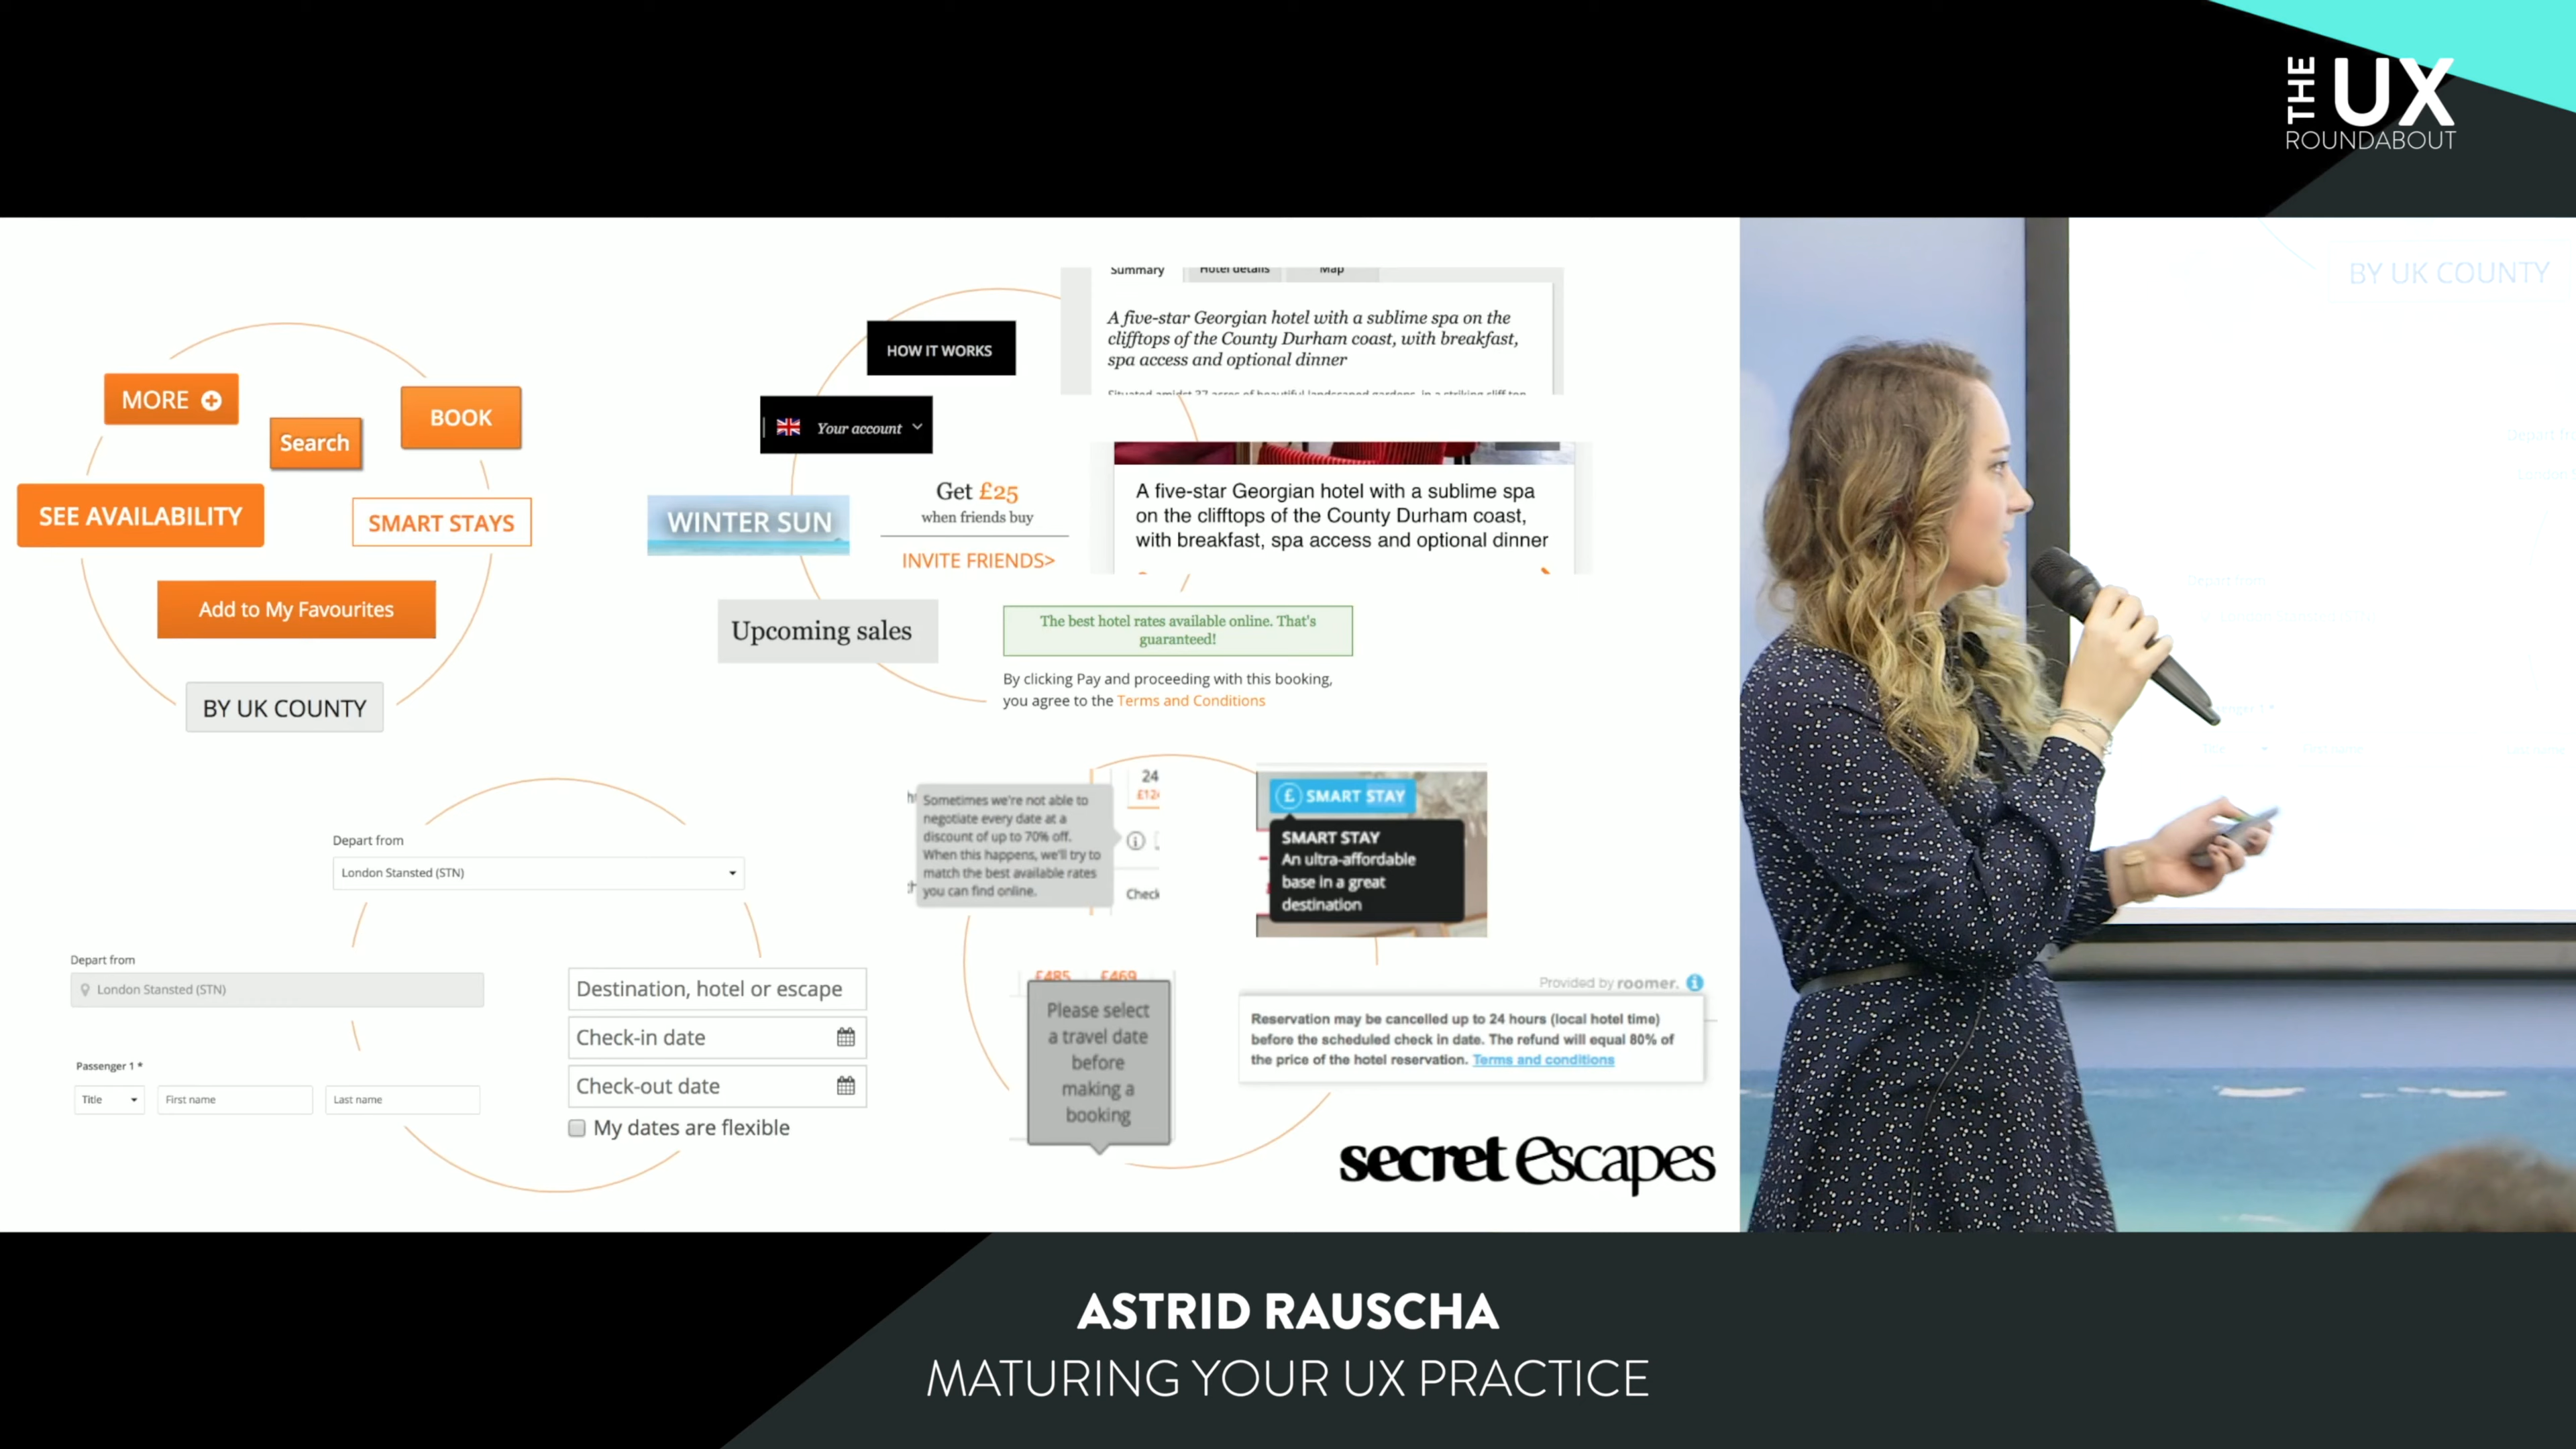 THE UX
ROUNDABOUT
MORE
Search
BOOK
SEE AVAILABILITY
SMART STAYS
Add to My Favourites
BY UK COUNTY
HOW IT WORKS
Your account
WINTER SUN
Upcoming sales
Get £25
when friends buy
INVITE FRIENDS>
Summary Hotel details Map
A five-star Georgian hotel with a sublime spa on the
clifftops of the County Durham coast, with breakfast,
spa access and optional dinner
A five-star Georgian hotel with a sublime spa
on the clifftops of the County Durham coast,
with breakfast, spa access and optional dinner
The best hotel rates available online. That's
guaranteed!
By clicking Pay and proceeding with this booking,
you agree to the Terms and Conditions
Depart from
London Stansted (STN)
Depart from
London Stansted (STN)
Passenger 1 *
Title First name Last name
Destination, hotel or escape
Check-in date
Check-out date
My dates are flexible
Sometimes we're not able to
negotiate every date at a
discount of up to 70% off.
When this happens, we'll try to
match the best available rates
you can find online.
24
Check
£ SMART STAY
SMART STAY
An ultra-affordable
base in a great
destination
£485 £469
Please select
a travel date
before
making a
booking
Provided by roomer.
Reservation may be cancelled up to 24 hours (local hotel time)
before the scheduled check in date. The refund will equal 80% of
the price of the hotel reservation. Terms and conditions
secret escapes
BY UK COUNTY
ASTRID RAUSCHA
MATURING YOUR UX PRACTICE